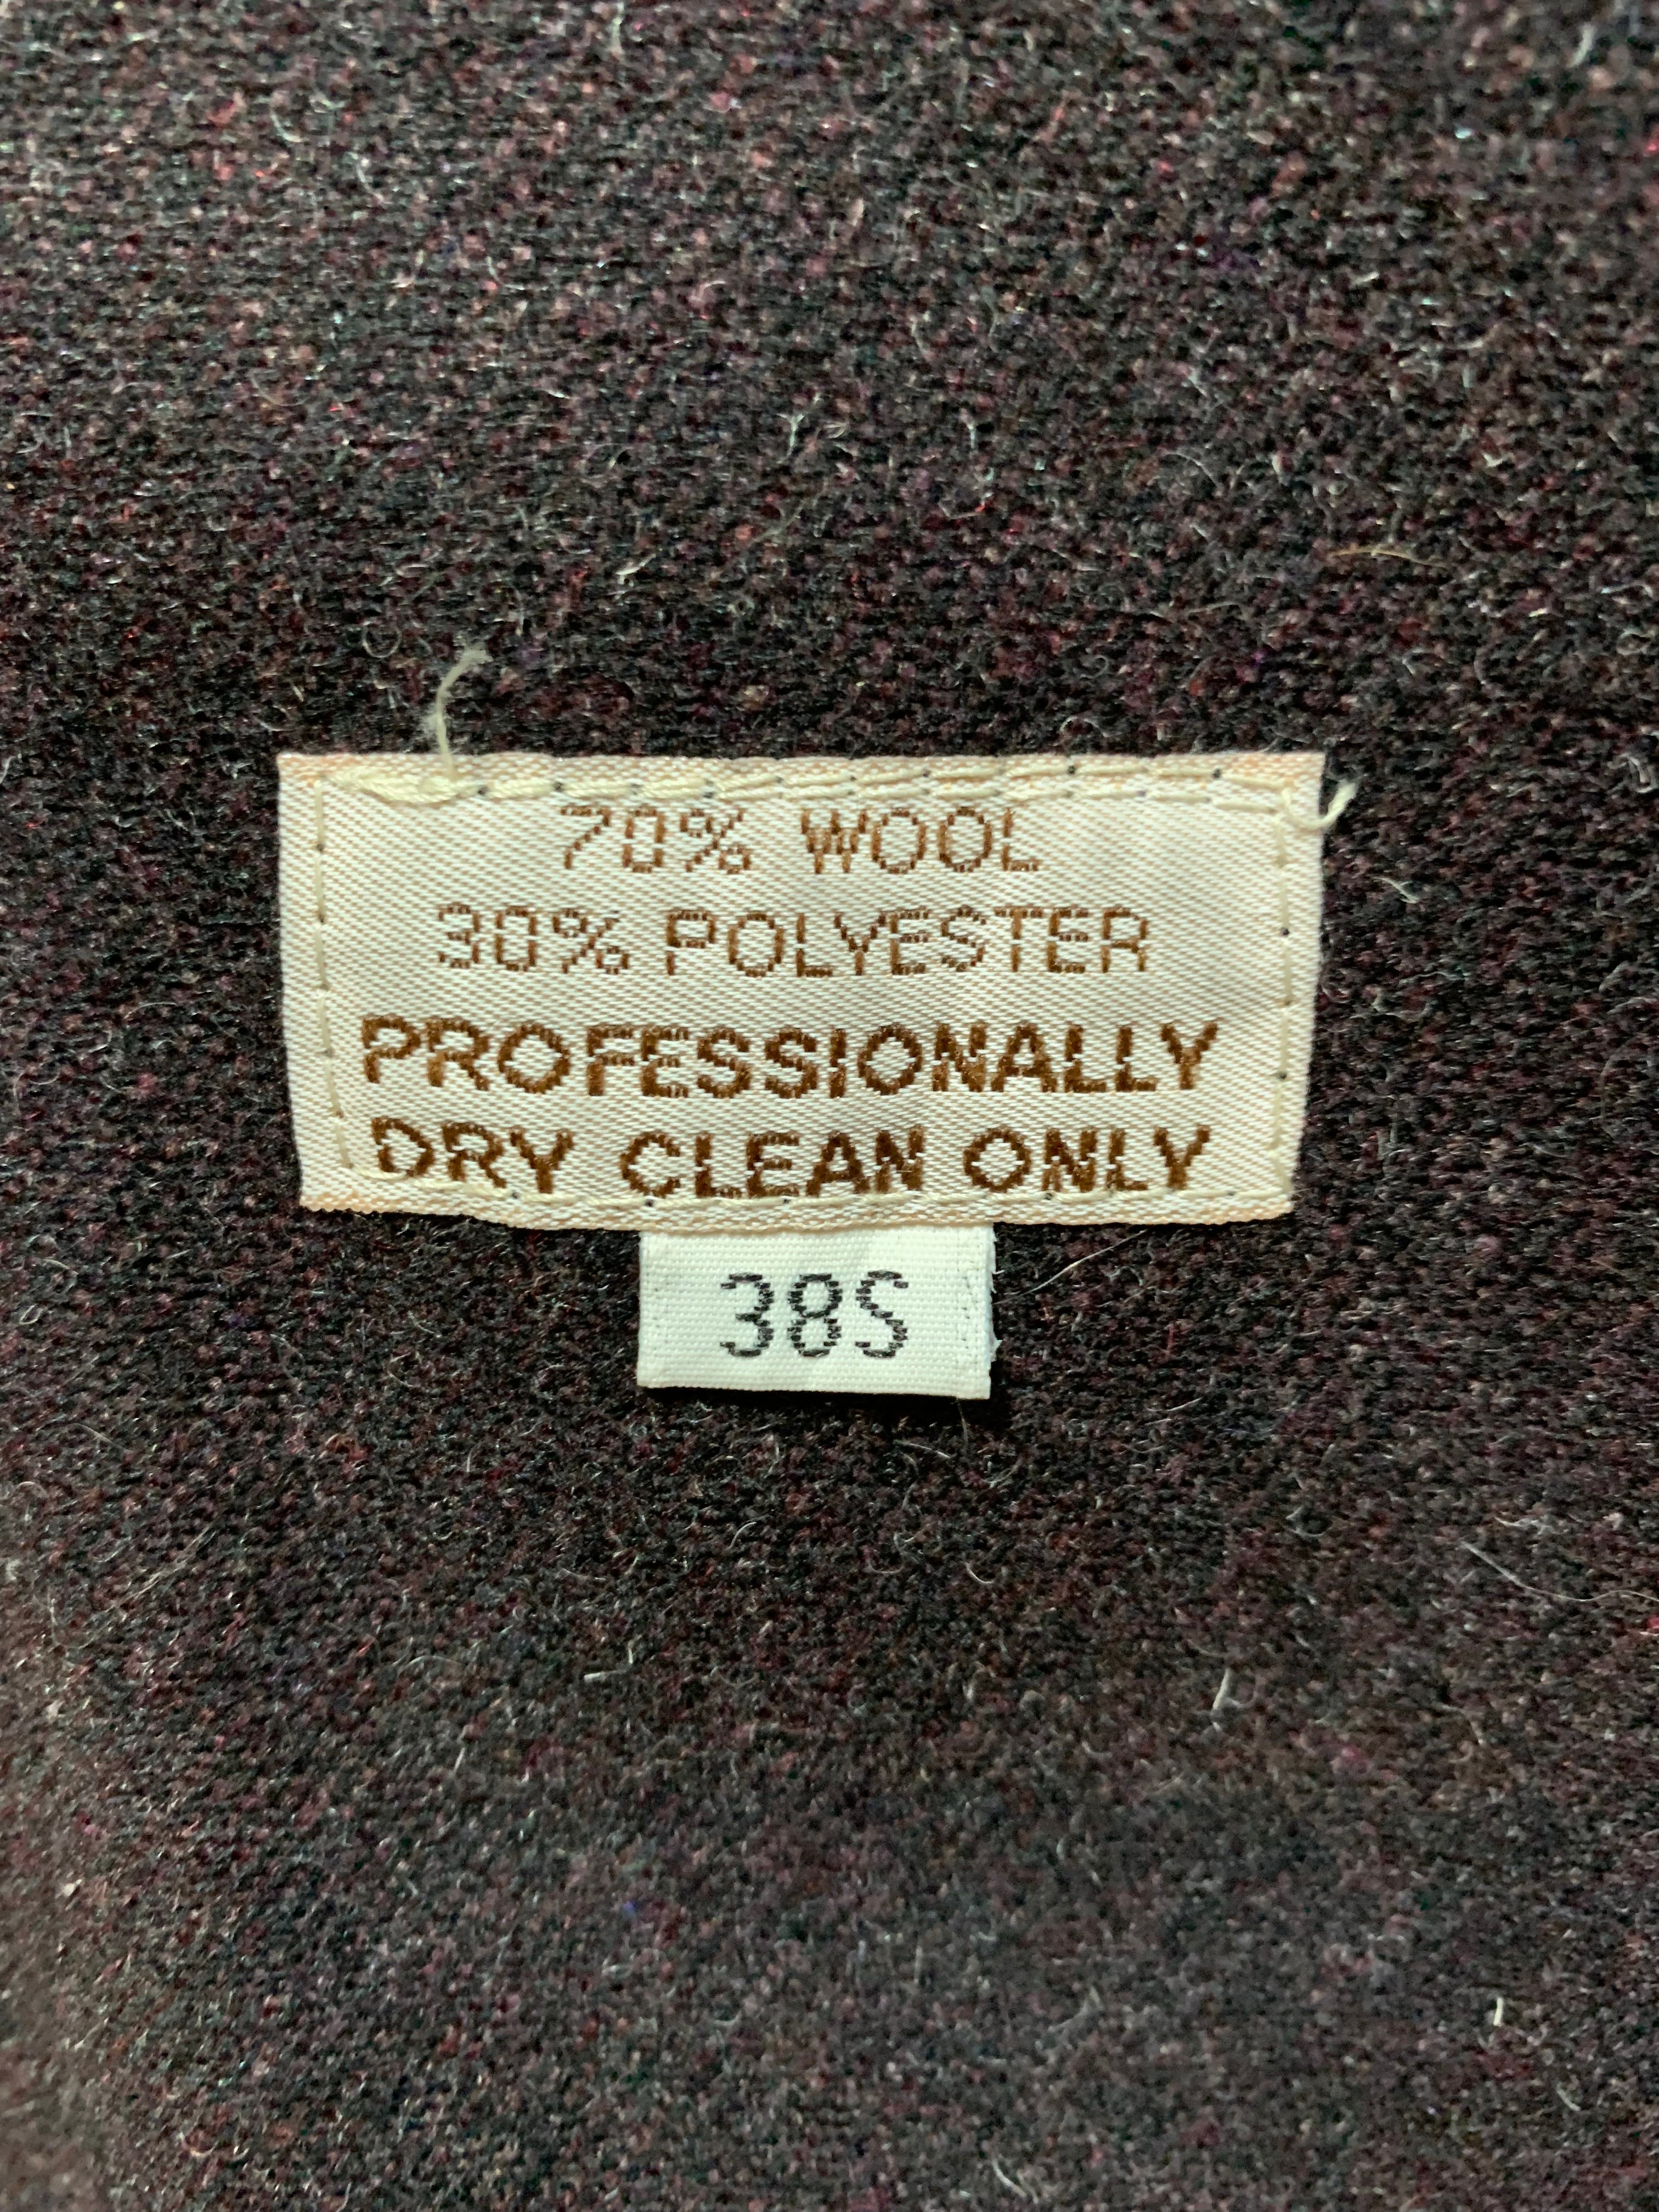 70% WOOL
30% POLYESTER
PROFESSIONALLY
DRY CLEAN ONLY
38S